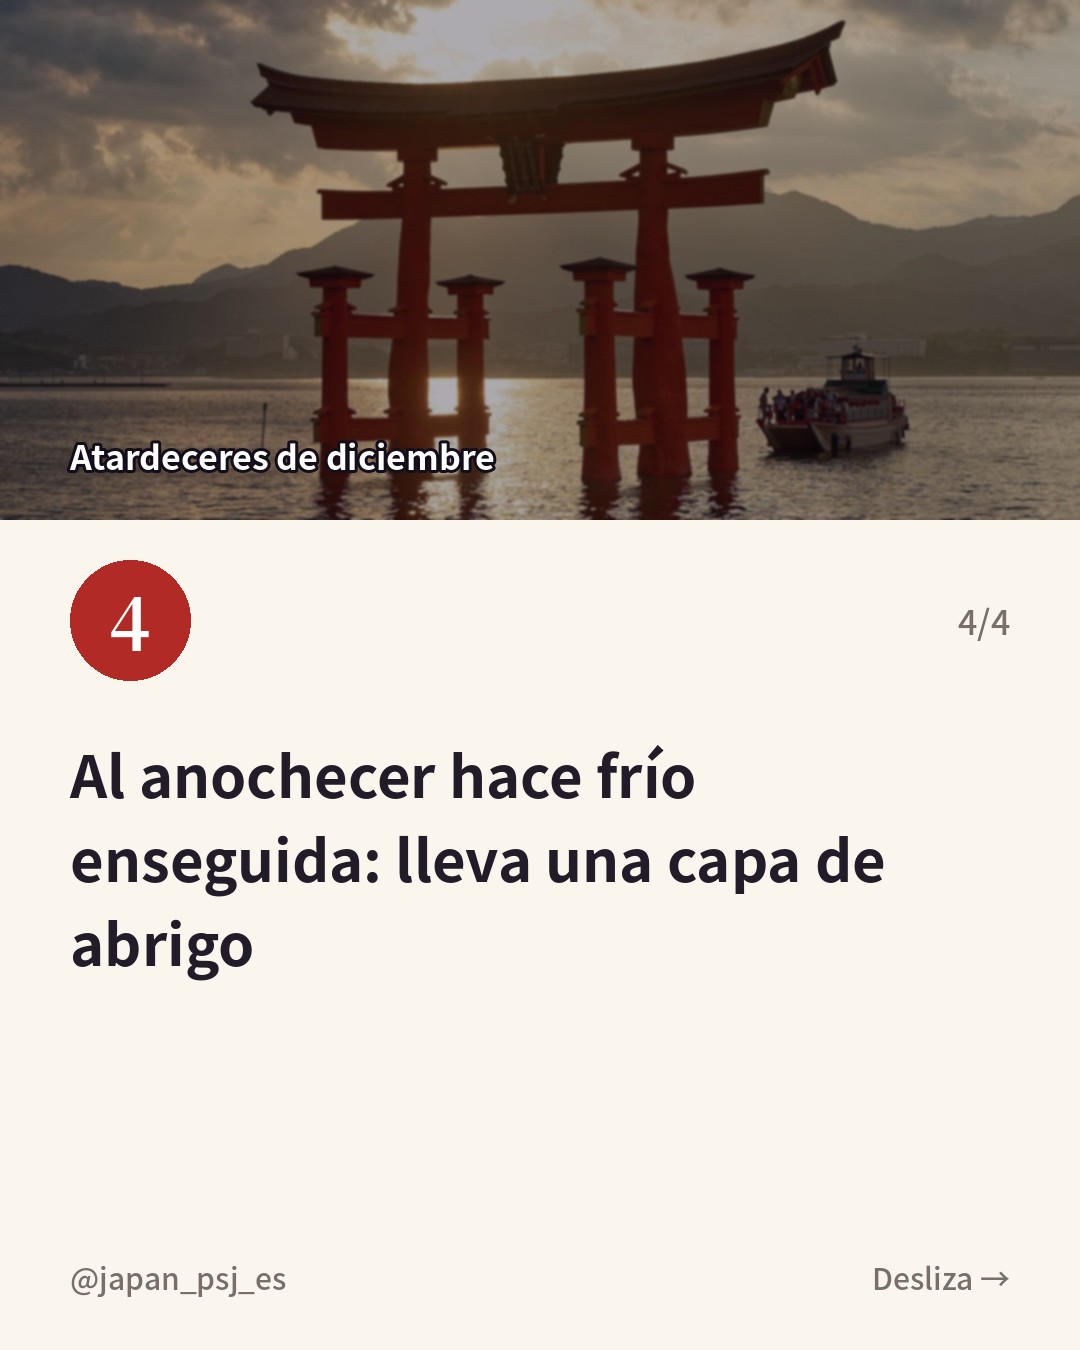 Atardeceres de diciembre
4
4/4
Al anochecer hace frío
enseguida: lleva una capa de
abrigo
@japan_psj_es
Desliza →